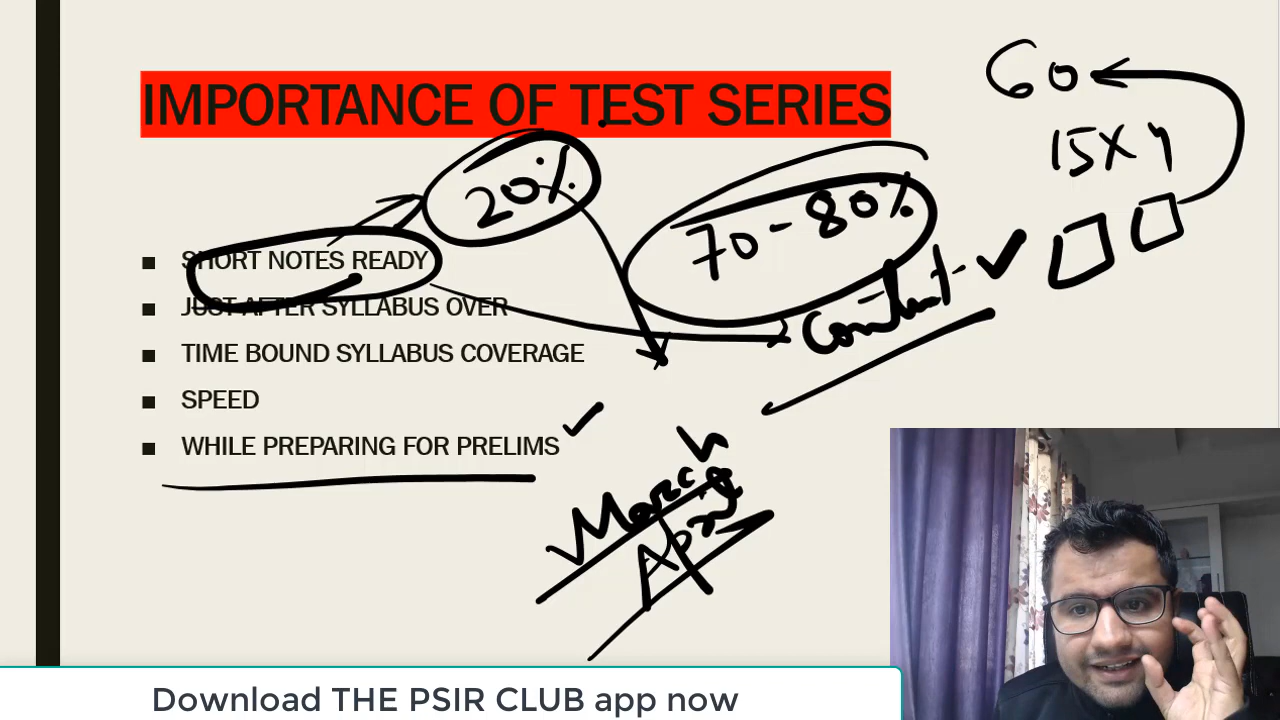 IMPORTANCE OF TEST SERIES
60
15X4
20%
70-80%
SHORT NOTES READY
Content-
JUST AFTER SYLLABUS OVER
TIME BOUND SYLLABUS COVERAGE
SPEED
WHILE PREPARING FOR PRELIMS
March
April
Download THE PSIR CLUB app now